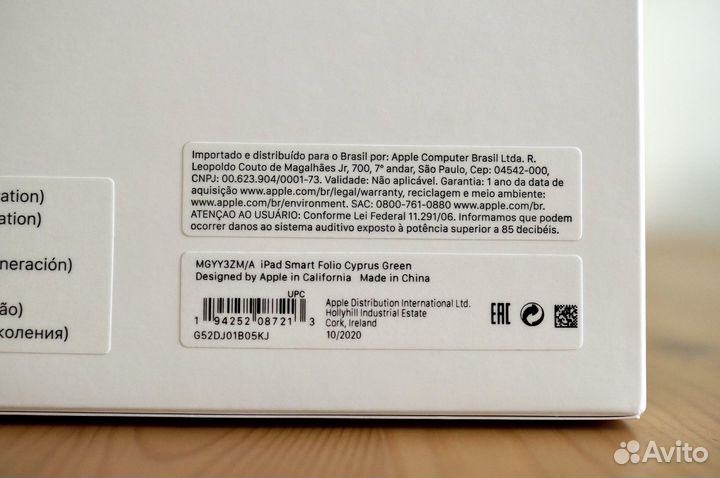 ration)
ation)
neración)
ão)
околения)
Importado e distribuído para o Brasil por: Apple Computer Brasil Ltda. R.
Leopoldo Couto de Magalhães Jr, 700, 7° andar, São Paulo, Cep: 04542-000,
CNPJ: 00.623.904/0001-73. Validade: Não aplicável. Garantia: 1 ano da data de
aquisição www.apple.com/br/legal/warranty, reciclagem e meio ambiente:
www.apple.com/br/environment. SAC: 0800-761-0880 www.apple.com/br.
ATENÇAO AO USUÁRIO: Conforme Lei Federal 11.291/06. Informamos que podem
ocorrer danos ao sistema auditivo exposto à potência superior a 85 decibéis.
MGYY3ZM/A iPad Smart Folio Cyprus Green
Designed by Apple in California Made in China
UPC
1 94252 08721 3
G52DJ01B05KJ
Apple Distribution International Ltd.
Hollyhill Industrial Estate
Cork, Ireland
10/2020
EAC
Avito